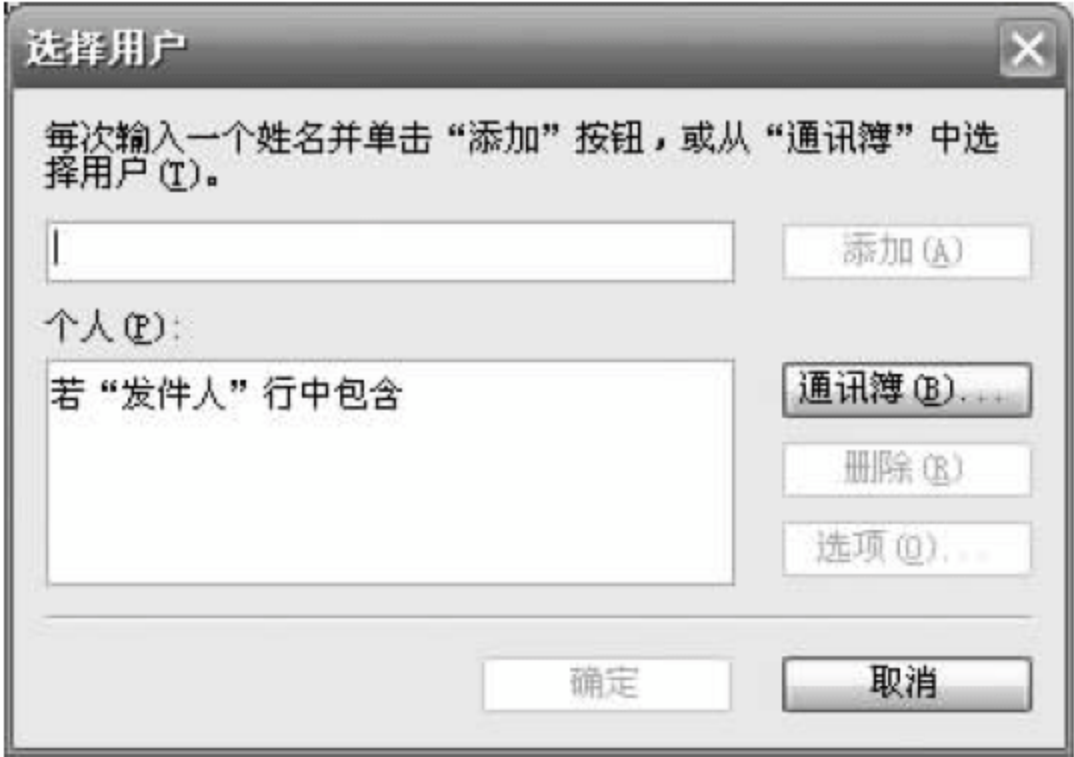 选择用户
每次输入一个姓名并单击“添加”按钮，或从“通讯簿”中选
择用户(T)。
添加(A)
个人(P)：
若“发件人”行中包含
通讯簿(B)...
删除(R)
选项(O)...
确定
取消